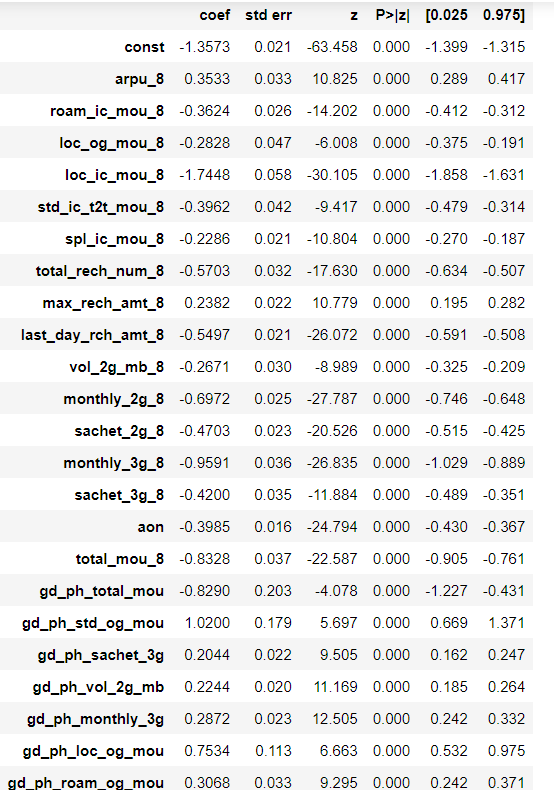 coef std err z P>|z| [0.025 0.975]
const -1.3573 0.021 -63.458 0.000 -1.399 -1.315
arpu_8 0.3533 0.033 10.825 0.000 0.289 0.417
roam_ic_mou_8 -0.3624 0.026 -14.202 0.000 -0.412 -0.312
loc_og_mou_8 -0.2828 0.047 -6.008 0.000 -0.375 -0.191
loc_ic_mou_8 -1.7448 0.058 -30.105 0.000 -1.858 -1.631
std_ic_t2t_mou_8 -0.3962 0.042 -9.417 0.000 -0.479 -0.314
spl_ic_mou_8 -0.2286 0.021 -10.804 0.000 -0.270 -0.187
total_rech_num_8 -0.5703 0.032 -17.630 0.000 -0.634 -0.507
max_rech_amt_8 0.2382 0.022 10.779 0.000 0.195 0.282
last_day_rch_amt_8 -0.5497 0.021 -26.072 0.000 -0.591 -0.508
vol_2g_mb_8 -0.2671 0.030 -8.989 0.000 -0.325 -0.209
monthly_2g_8 -0.6972 0.025 -27.787 0.000 -0.746 -0.648
sachet_2g_8 -0.4703 0.023 -20.526 0.000 -0.515 -0.425
monthly_3g_8 -0.9591 0.036 -26.835 0.000 -1.029 -0.889
sachet_3g_8 -0.4200 0.035 -11.884 0.000 -0.489 -0.351
aon -0.3985 0.016 -24.794 0.000 -0.430 -0.367
total_mou_8 -0.8328 0.037 -22.587 0.000 -0.905 -0.761
gd_ph_total_mou -0.8290 0.203 -4.078 0.000 -1.227 -0.431
gd_ph_std_og_mou 1.0200 0.179 5.697 0.000 0.669 1.371
gd_ph_sachet_3g 0.2044 0.022 9.505 0.000 0.162 0.247
gd_ph_vol_2g_mb 0.2244 0.020 11.169 0.000 0.185 0.264
gd_ph_monthly_3g 0.2872 0.023 12.505 0.000 0.242 0.332
gd_ph_loc_og_mou 0.7534 0.113 6.663 0.000 0.532 0.975
gd_ph_roam_og_mou 0.3068 0.033 9.295 0.000 0.242 0.371